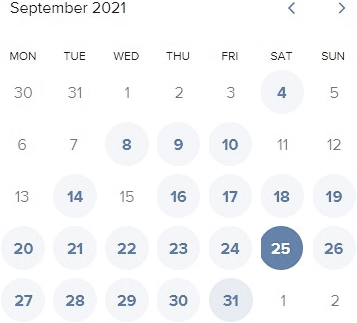 September 2021
MON TUE WED THU FRI SAT SUN
30 31 1 2 3 4 5
6 7 8 9 10 11 12
13 14 15 16 17 18 19
20 21 22 23 24 25 26
27 28 29 30 31 1 2